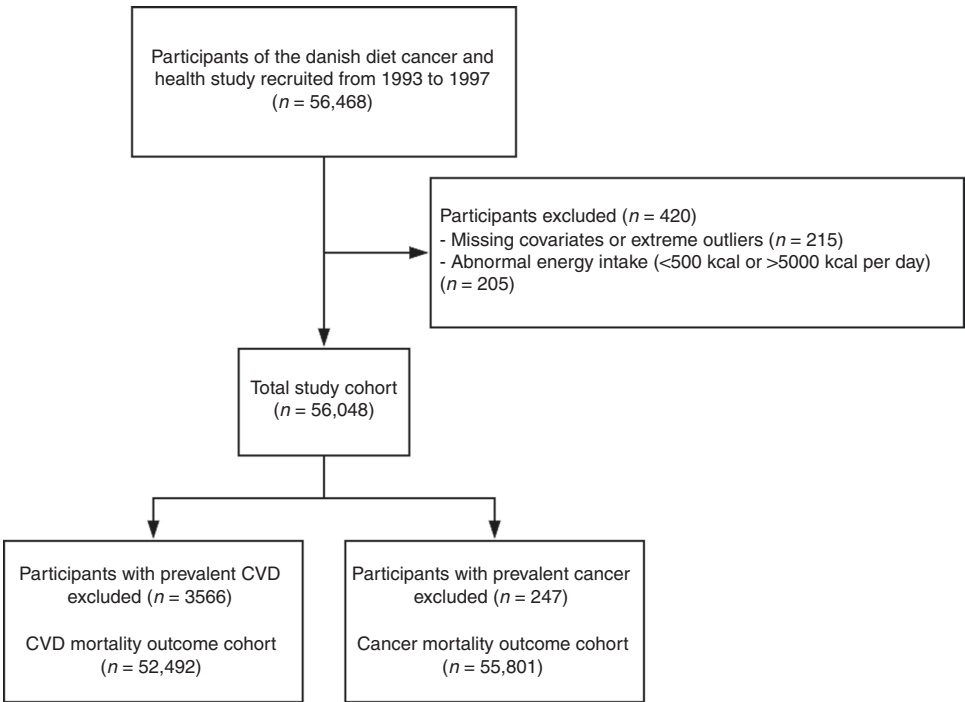 Participants of the danish diet cancer and
health study recruited from 1993 to 1997
(n = 56,468)
Participants excluded (n = 420)
- Missing covariates or extreme outliers (n = 215)
- Abnormal energy intake (<500 kcal or >5000 kcal per day)
(n = 205)
Total study cohort
(n = 56,048)
Participants with prevalent CVD
excluded (n = 3566)
CVD mortality outcome cohort
(n = 52,492)
Participants with prevalent cancer
excluded (n = 247)
Cancer mortality outcome cohort
(n = 55,801)